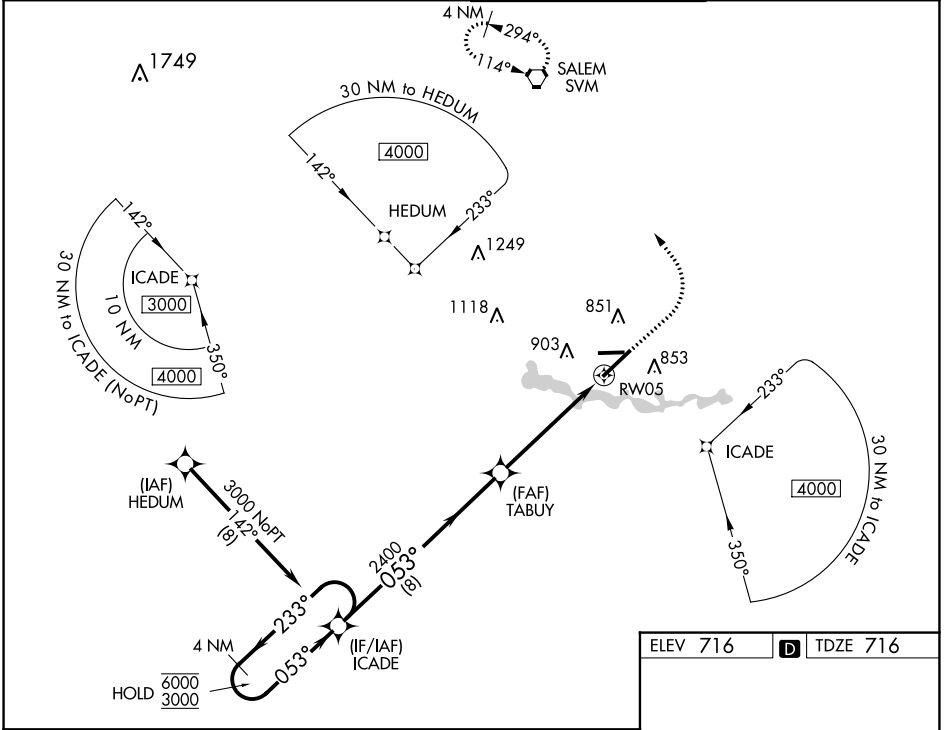 4 NM
294°
114°
SALEM
SVM
1749
30 NM to HEDUM
4000
142°
233°
HEDUM
1249
142°
ICADE
3000
10 NM
350°
4000
30 NM to ICADE (NoPT)
1118
851
903
853
RW05
233°
ICADE
4000
350°
30 NM to ICADE
(IAF)
HEDUM
3000 NoPT
142°
(8)
(FAF)
TABUY
2400
053°
(8)
233°
4 NM
053°
(IF/IAF)
ICADE
HOLD
6000
3000
ELEV 716
D
TDZE 716